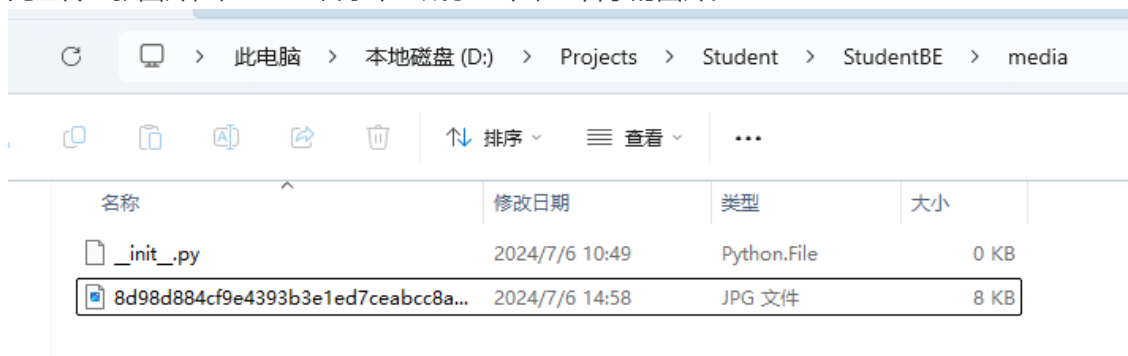 此电脑 > 本地磁盘 (D:) > Projects > Student > StudentBE > media
排序 查看 ...
名称 修改日期 类型 大小
__init__.py 2024/7/6 10:49 Python.File 0 KB
8d98d884cf9e4393b3e1ed7ceabcc8a... 2024/7/6 14:58 JPG 文件 8 KB